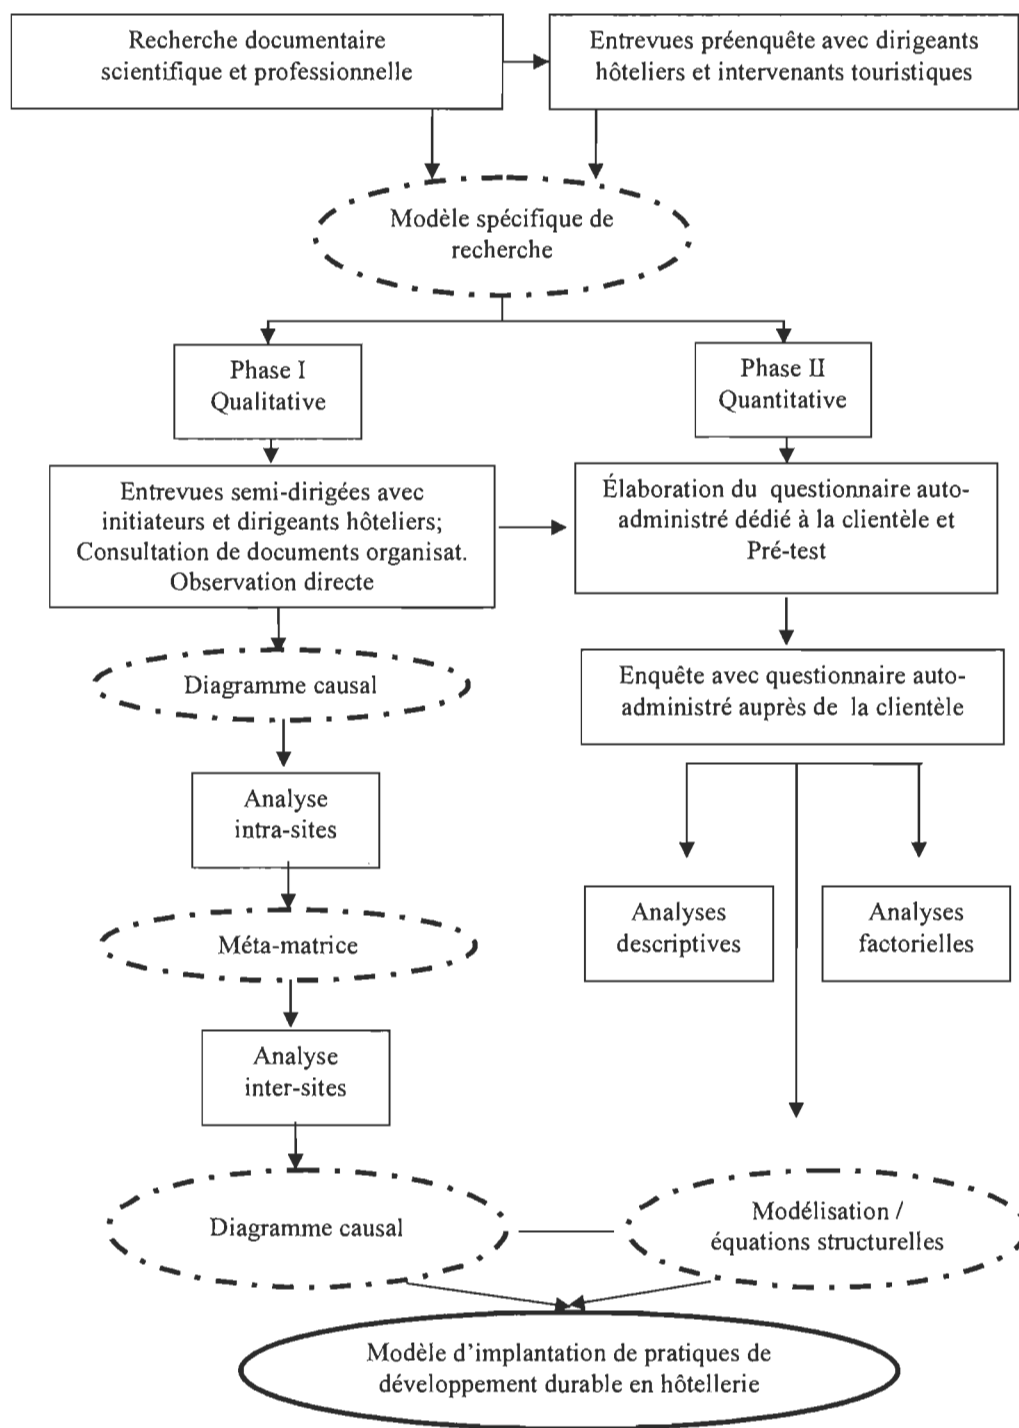 Recherche documentaire
scientifique et professionnelle
Entrevues préenquête avec dirigeants
hôteliers et intervenants touristiques
Modèle spécifique de
recherche
Phase I
Qualitative
Phase II
Quantitative
Entrevues semi-dirigées avec
initiateurs et dirigeants hôteliers;
Consultation de documents organisat.
Observation directe
Élaboration du questionnaire auto-
administré dédié à la clientèle et
Pré-test
Diagramme causal
Enquête avec questionnaire auto-
administré auprès de la clientèle
Analyse
intra-sites
Analyses
descriptives
Analyses
factorielles
Méta-matrice
Analyse
inter-sites
Diagramme causal
Modélisation /
équations structurelles
Modèle d'implantation de pratiques de
développement durable en hôtellerie